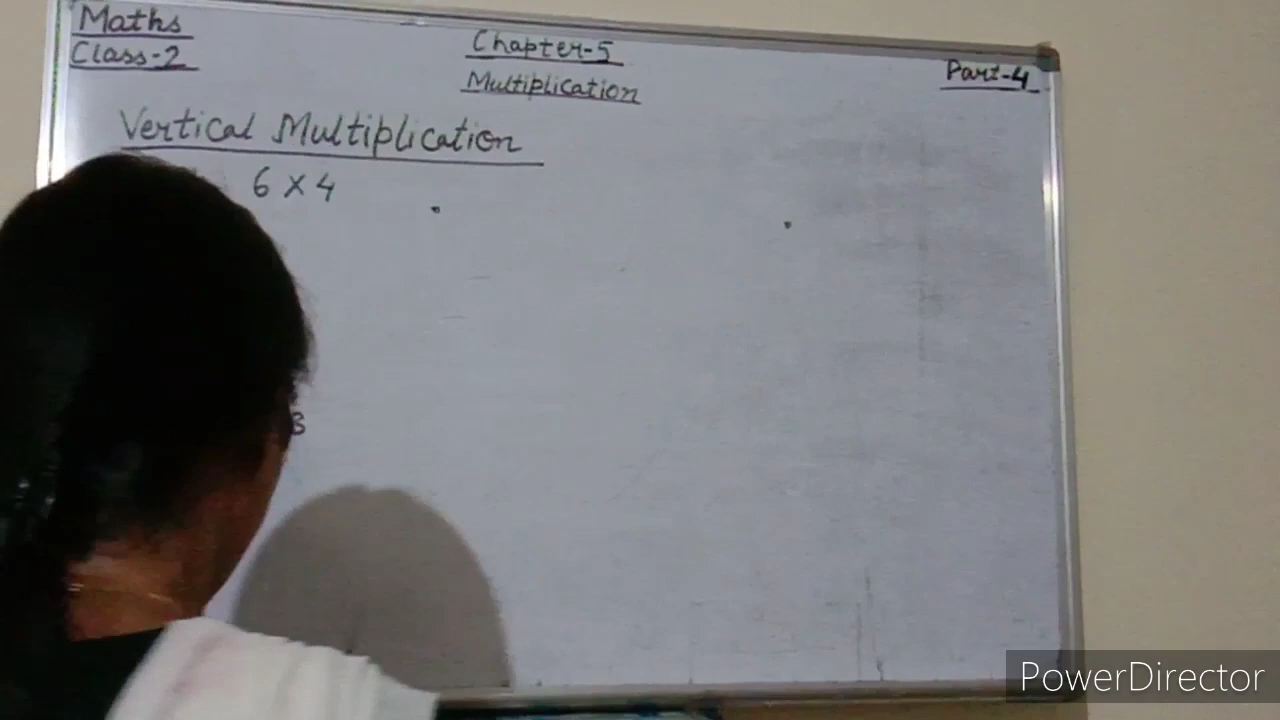 Maths
Class-2
Chapter-5
Multiplication
Part-4
Vertical Multiplication
6 × 4
PowerDirector